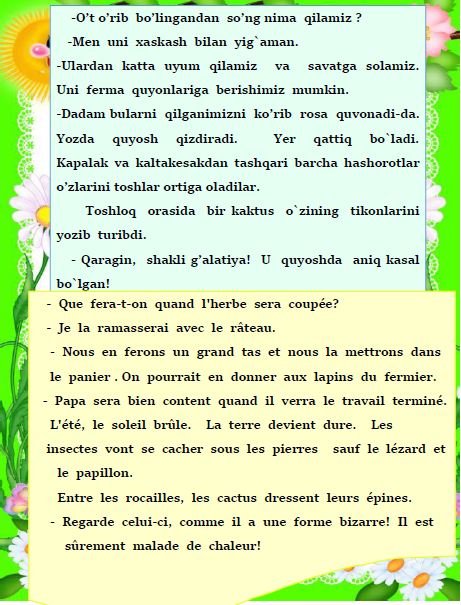 -O’t o’rib bo’lingandan so’ng nima qilamiz ?
-Men uni xaskash bilan yig`aman.
-Ulardan katta uyum qilamiz va savatga solamiz.
Uni ferma quyonlariga berishimiz mumkin.
-Dadam bularni qilganimizni ko’rib rosa quvonadi-da.
Yozda quyosh qizdiradi. Yer qattiq bo`ladi.
Kapalak va kaltakesakdan tashqari barcha hashorotlar
o’zlarini toshlar ortiga oladilar.
Toshloq orasida bir kaktus o`zining tikonlarini
yozib turibdi.
- Qaragin, shakli g’alatiya! U quyoshda aniq kasal
bo`lgan!
- Que fera-t-on quand l'herbe sera coupée?
- Je la ramasserai avec le râteau.
- Nous en ferons un grand tas et nous la mettrons dans
le panier . On pourrait en donner aux lapins du fermier.
- Papa sera bien content quand il verra le travail terminé.
L'été, le soleil brûle. La terre devient dure. Les
insectes vont se cacher sous les pierres sauf le lézard et
le papillon.
Entre les rocailles, les cactus dressent leurs épines.
- Regarde celui-ci, comme il a une forme bizarre! Il est
sûrement malade de chaleur!